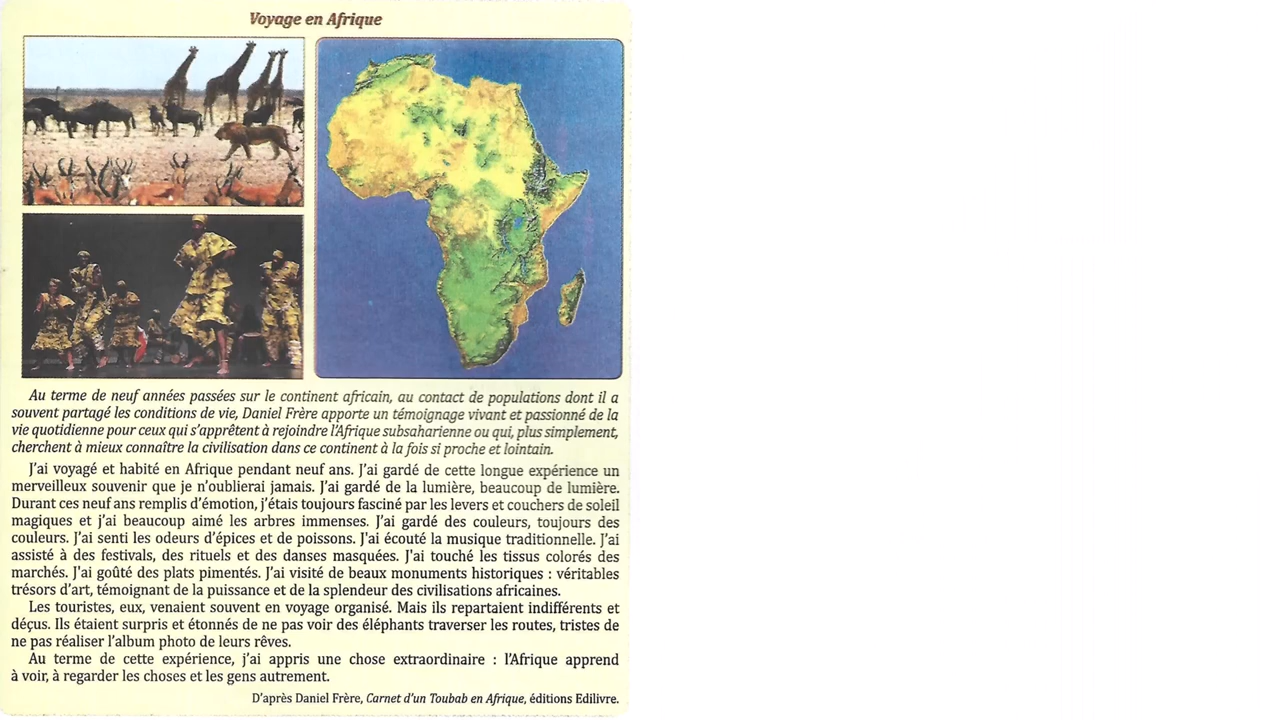 Voyage en Afrique
Au terme de neuf années passées sur le continent africain, au contact de populations dont il a
souvent partagé les conditions de vie, Daniel Frère apporte un témoignage vivant et passionné de la
vie quotidienne pour ceux qui s'apprêtent à rejoindre l'Afrique subsaharienne ou qui, plus simplement,
cherchent à mieux connaître la civilisation dans ce continent à la fois si proche et lointain.
J'ai voyagé et habité en Afrique pendant neuf ans. J'ai gardé de cette longue expérience un
merveilleux souvenir que je n'oublierai jamais. J'ai gardé de la lumière, beaucoup de lumière.
Durant ces neuf ans remplis d'émotion, j'étais toujours fasciné par les levers et couchers de soleil
magiques et j'ai beaucoup aimé les arbres immenses. J'ai gardé des couleurs, toujours des
couleurs. J'ai senti les odeurs d'épices et de poissons. J'ai écouté la musique traditionnelle. J'ai
assisté à des festivals, des rituels et des danses masquées. J'ai touché les tissus colorés des
marchés. J'ai goûté des plats pimentés. J'ai visité de beaux monuments historiques : véritables
trésors d'art, témoignant de la puissance et de la splendeur des civilisations africaines.
Les touristes, eux, venaient souvent en voyage organisé. Mais ils repartaient indifférents et
déçus. Ils étaient surpris et étonnés de ne pas voir des éléphants traverser les routes, tristes de
ne pas réaliser l'album photo de leurs rêves.
Au terme de cette expérience, j'ai appris une chose extraordinaire : l'Afrique apprend
à voir, à regarder les choses et les gens autrement.
D'après Daniel Frère, Carnet d'un Toubab en Afrique, éditions Edilivre.